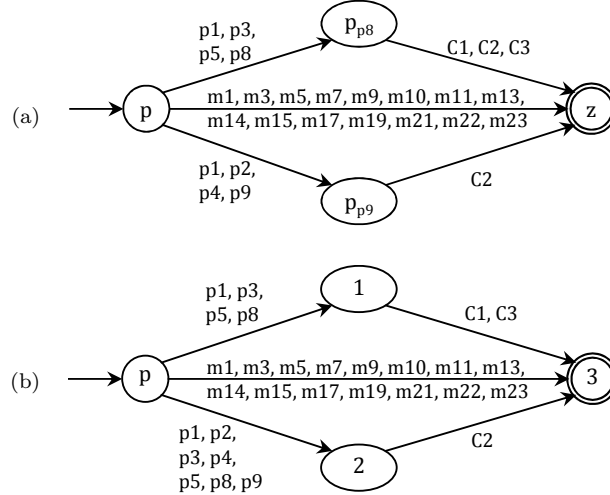 p1, p3,
p5, p8
p_p8
C1, C2, C3
(a)
p
m1, m3, m5, m7, m9, m10, m11, m13,
m14, m15, m17, m19, m21, m22, m23
z
p1, p2,
p4, p9
p_p9
C2
p1, p3,
p5, p8
1
C1, C3
(b)
p
m1, m3, m5, m7, m9, m10, m11, m13,
m14, m15, m17, m19, m21, m22, m23
3
p1, p2,
p3, p4,
p5, p8, p9
2
C2